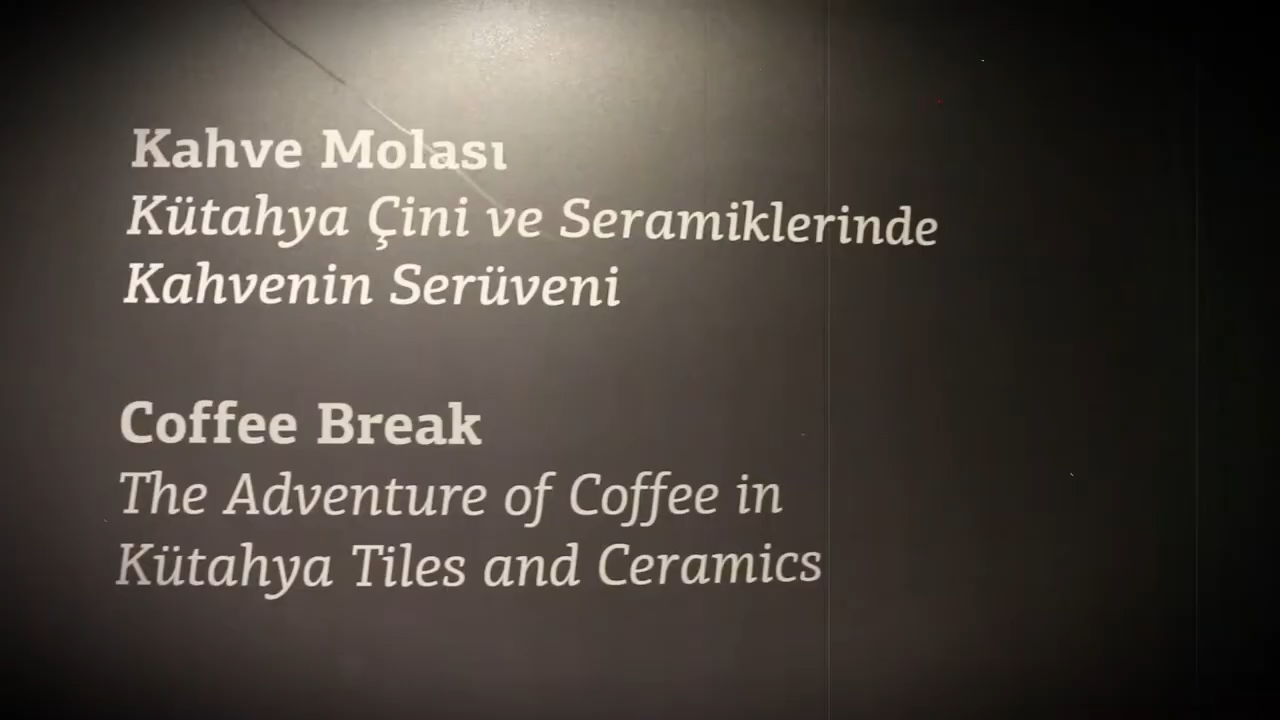 Kahve Molası
Kütahya Çini ve Seramiklerinde
Kahvenin Serüveni
Coffee Break
The Adventure of Coffee in
Kütahya Tiles and Ceramics